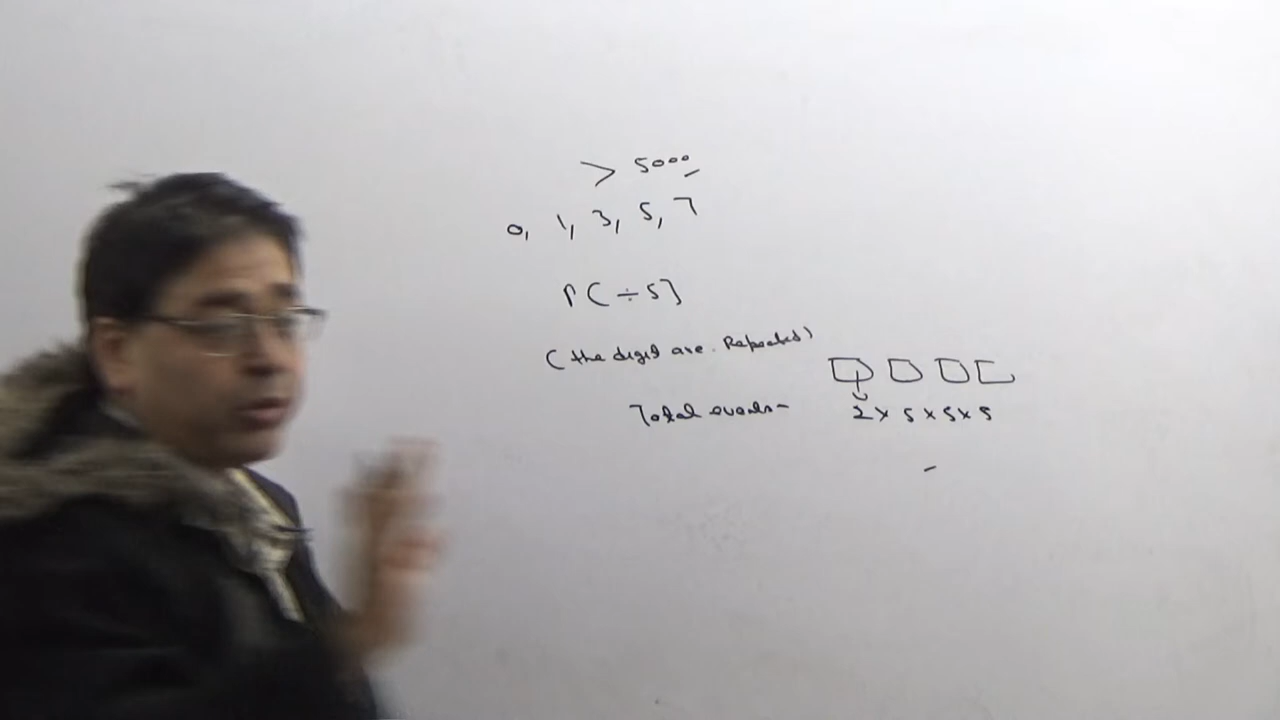 > 5000
0, 1, 3, 5, 7
P(÷5)
(the digit are. Repeated)
Total events-
2 x 5 x 5 x 5
-